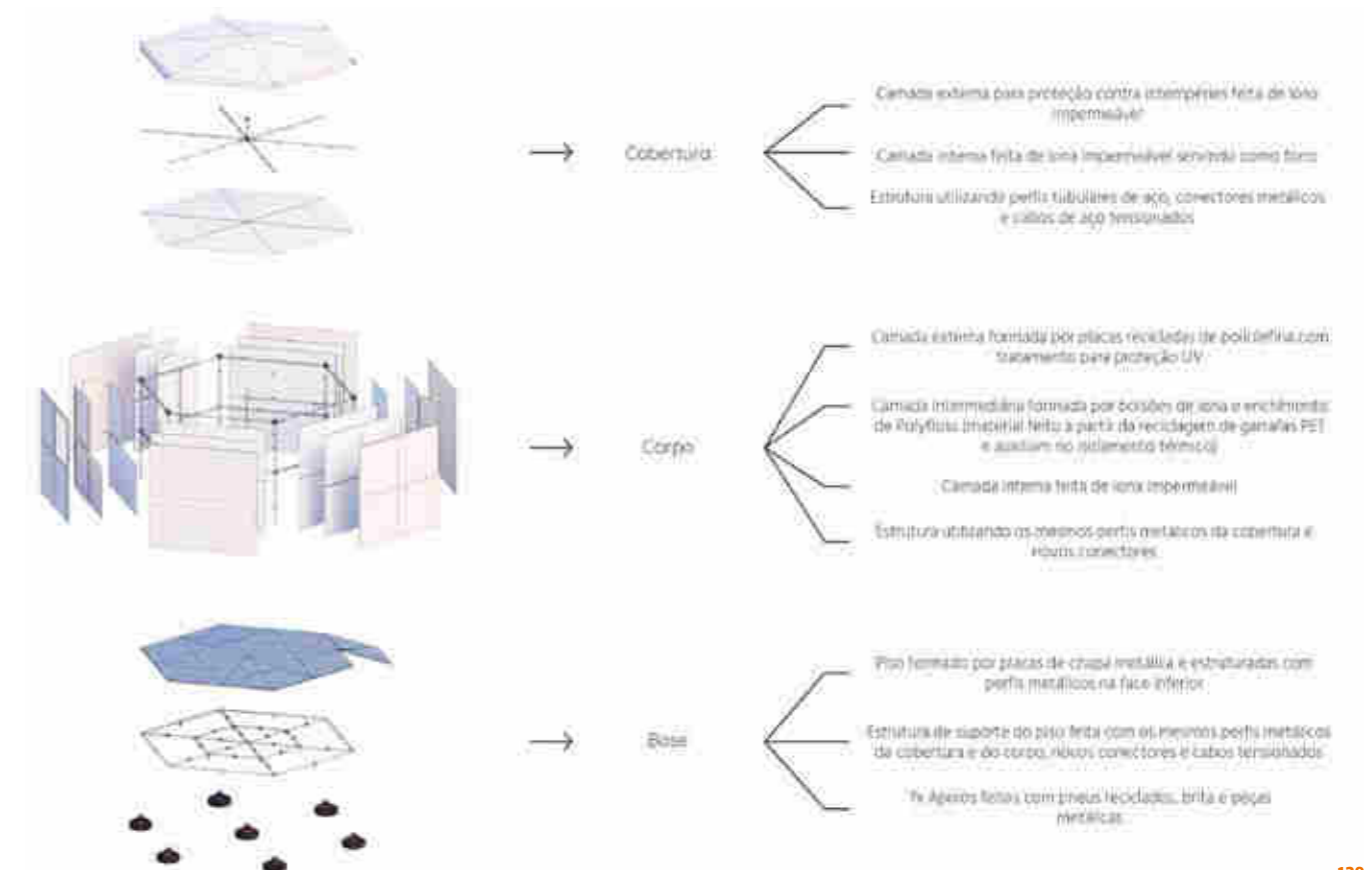 Camada externa para proteção contra intempéries feita de lona
impermeável
Cobertura
Camada interna feita de lona impermeável servindo como forro
Estrutura utilizando perfis tubulares de aço, conectores metálicos
e cabos de aço tensionados
Camada externa formada por placas recicladas de poliolefina com
tratamento para proteção UV
Camada intermediária formada por bolsões de lona e enchimento
de Polyfloss (material feito a partir da reciclagem de garrafas PET
e auxiliam no isolamento térmico)
Corpo
Camada interna feita de lona impermeável
Estrutura utilizando os mesmos perfis metálicos da cobertura e
novos conectores
Piso formado por placas de chapa metálica e estruturadas com
perfis metálicos na face inferior
Base
Estrutura de suporte do piso feita com os mesmos perfis metálicos
da cobertura e do corpo, novos conectores e cabos tensionados
7x Apoios feitos com pneus reciclados, brita e peças
metálicas